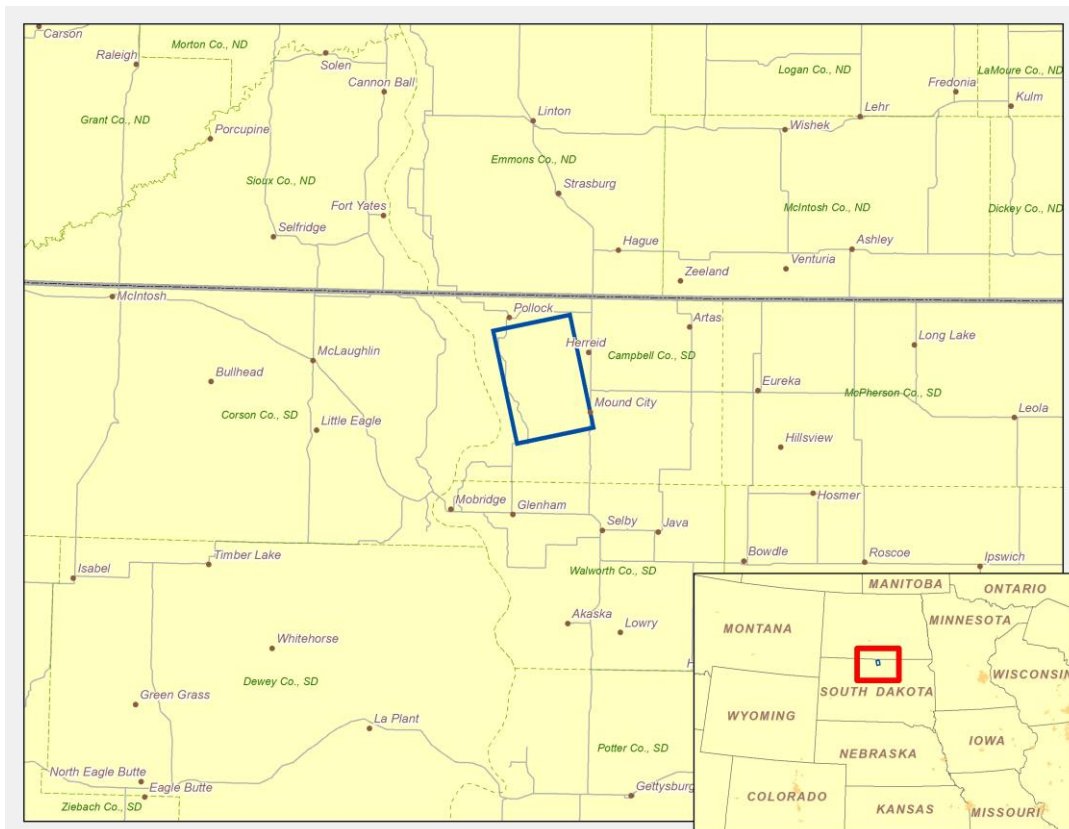 Carson
Morton Co., ND
Raleigh
Solen
Logan Co., ND
LaMoure Co., ND
Cannon Ball
Fredonia
Kulm
Grant Co., ND
Linton
Lehr
Porcupine
Wishek
Emmons Co., ND
Sioux Co., ND
Strasburg
Fort Yates
McIntosh Co., ND
Dickey Co., ND
Selfridge
Hague
Ashley
Zeeland
Venturia
McIntosh
Pollock
Artas
Long Lake
McLaughlin
Herreid
Campbell Co., SD
Bullhead
Eureka
McPherson Co., SD
Mound City
Leola
Corson Co., SD
Little Eagle
Hillsview
Mobridge
Glenham
Hosmer
Selby
Java
Timber Lake
Bowdle
Roscoe
Ipswich
Isabel
Walworth Co., SD
Akaska
Lowry
Whitehorse
H
Dewey Co., SD
Green Grass
La Plant
Potter Co., SD
North Eagle Butte
Eagle Butte
Gettysburg
Ziebach Co., SD
MANITOBA
ONTARIO
MONTANA
MINNESOTA
WISCONSIN
SOUTH DAKOTA
WYOMING
IOWA
NEBRASKA
COLORADO
KANSAS
MISSOURI